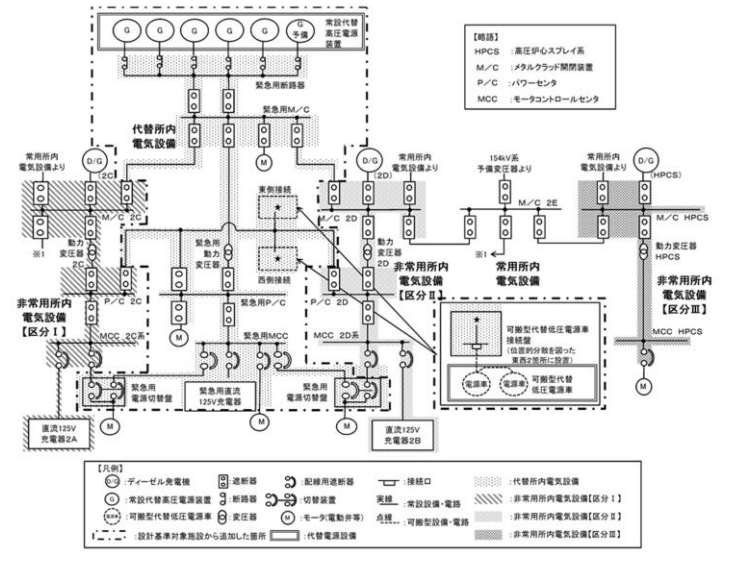 G
G
G
G
G
G
予備
常設代替
高圧電源
装置
【略語】
HPCS :高圧炉心スプレイ系
M/C :メタルクラッド開閉装置
P/C :パワーセンタ
MCC :モータコントロールセンタ
緊急用断路器
緊急用M/C
代替所内
電気設備
M
常用所内
電気設備より
D/G
(2C)
D/G
(2D)
常用所内
電気設備より
154kV系
予備変圧器より
常用所内
電気設備より
D/G
(HPCS)
M/C 2C
東側接続
M/C 2D
M/C 2E
M/C HPCS
※1
動力
変圧器
2C
緊急用
動力
変圧器
西側接続
動力
変圧器
2D
※1
動力変圧器
HPCS
非常用所内
電気設備
【区分Ⅰ】
P/C 2C
緊急用P/C
P/C 2D
非常用所内
電気設備
【区分Ⅱ】
常用所内
電気設備
非常用所内
電気設備
【区分Ⅲ】
M
MCC 2C系
緊急用MCC
MCC 2D系
MCC HPCS
可搬型代替低圧電源車
接続盤
(位置的分散を図った
東西2箇所に設置)
電源車
電源車
可搬型代替
低圧電源車
M
緊急用
電源切替盤
緊急用直流
125V充電器
緊急用
電源切替盤
直流125V
充電器2A
M
M
M
直流125V
充電器2B
【凡例】
D/G :ディーゼル発電機
:遮断器
:配線用遮断器
:接続口
:代替所内電気設備
G :常設代替高圧電源装置
:断路器
:切替装置
実線 :常設設備・電路
:非常用所内電気設備【区分Ⅰ】
電源車 :可搬型代替低圧電源車
:変圧器
M :モータ(電動弁等)
点線 :可搬型設備・電路
:非常用所内電気設備【区分Ⅱ】
:設計基準対象施設から追加した箇所
:代替電源設備
:非常用所内電気設備【区分Ⅲ】